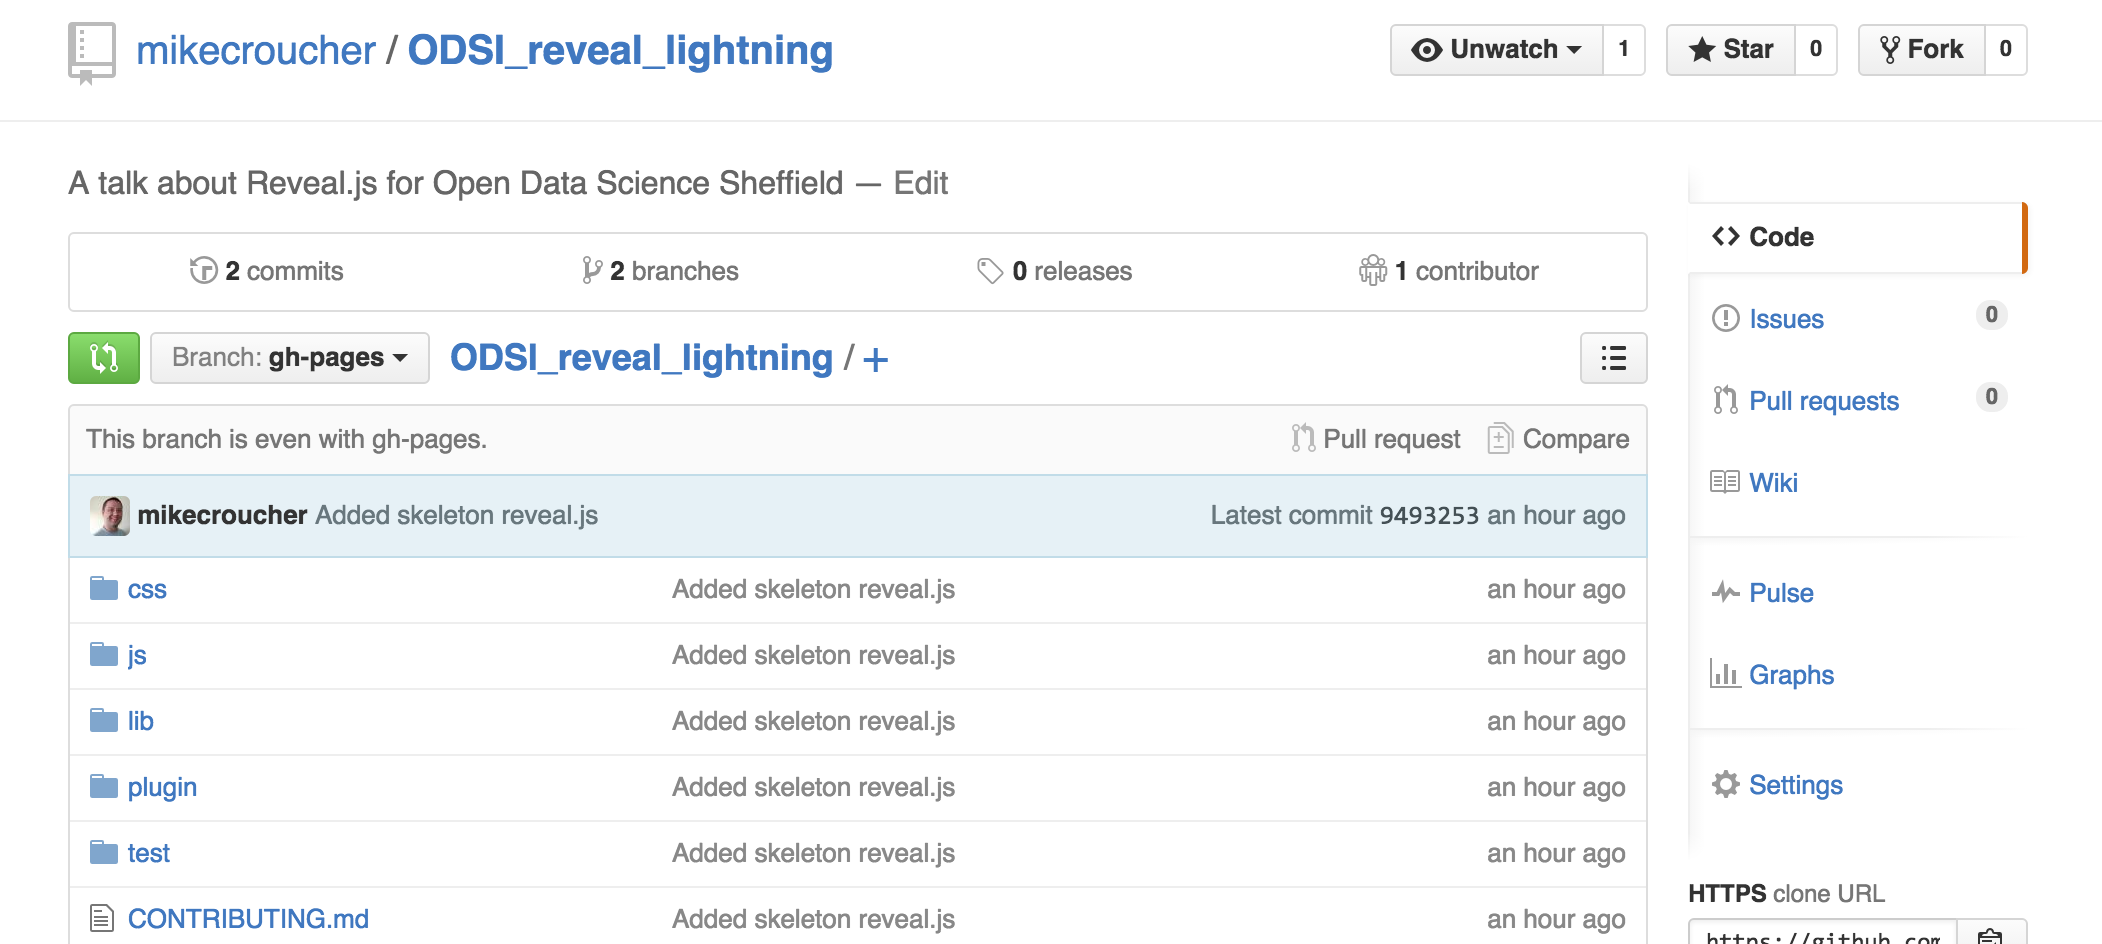 mikecroucher / ODSI_reveal_lightning
Unwatch 1 Star 0 Fork 0
A talk about Reveal.js for Open Data Science Sheffield — Edit
2 commits 2 branches 0 releases 1 contributor
Branch: gh-pages ODSI_reveal_lightning / +
This branch is even with gh-pages. Pull request Compare
mikecroucher Added skeleton reveal.js Latest commit 9493253 an hour ago
css Added skeleton reveal.js an hour ago
js Added skeleton reveal.js an hour ago
lib Added skeleton reveal.js an hour ago
plugin Added skeleton reveal.js an hour ago
test Added skeleton reveal.js an hour ago
CONTRIBUTING.md Added skeleton reveal.js an hour ago
Code
Issues 0
Pull requests 0
Wiki
Pulse
Graphs
Settings
HTTPS clone URL
https://github.com